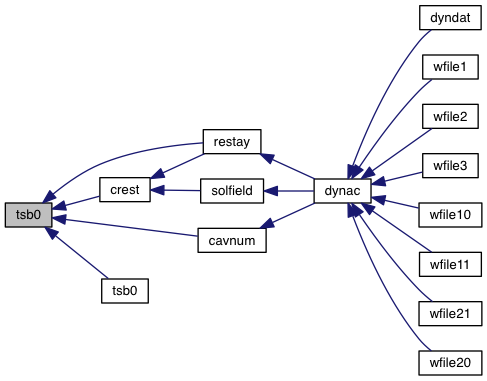 tsb0
restay
crest
solfield
cavnum
tsb0
dynac
dyndat
wfile1
wfile2
wfile3
wfile10
wfile11
wfile21
wfile20